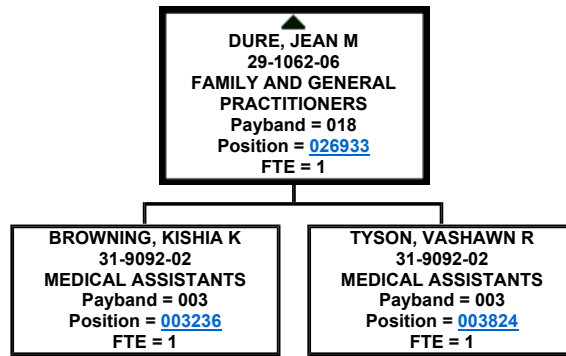 DURE, JEAN M
29-1062-06
FAMILY AND GENERAL
PRACTITIONERS
Payband = 018
Position = 026933
FTE = 1
BROWNING, KISHIA K
31-9092-02
MEDICAL ASSISTANTS
Payband = 003
Position = 003236
FTE = 1
TYSON, VASHAWN R
31-9092-02
MEDICAL ASSISTANTS
Payband = 003
Position = 003824
FTE = 1